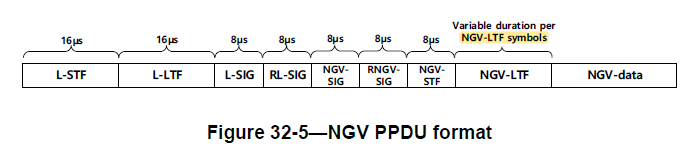 Variable duration per
NGV-LTF symbols
16µs 16µs 8µs 8µs 8µs 8µs 8µs
L-STF L-LTF L-SIG RL-SIG NGV-SIG RNGV-SIG NGV-STF NGV-LTF NGV-data
Figure 32-5—NGV PPDU format